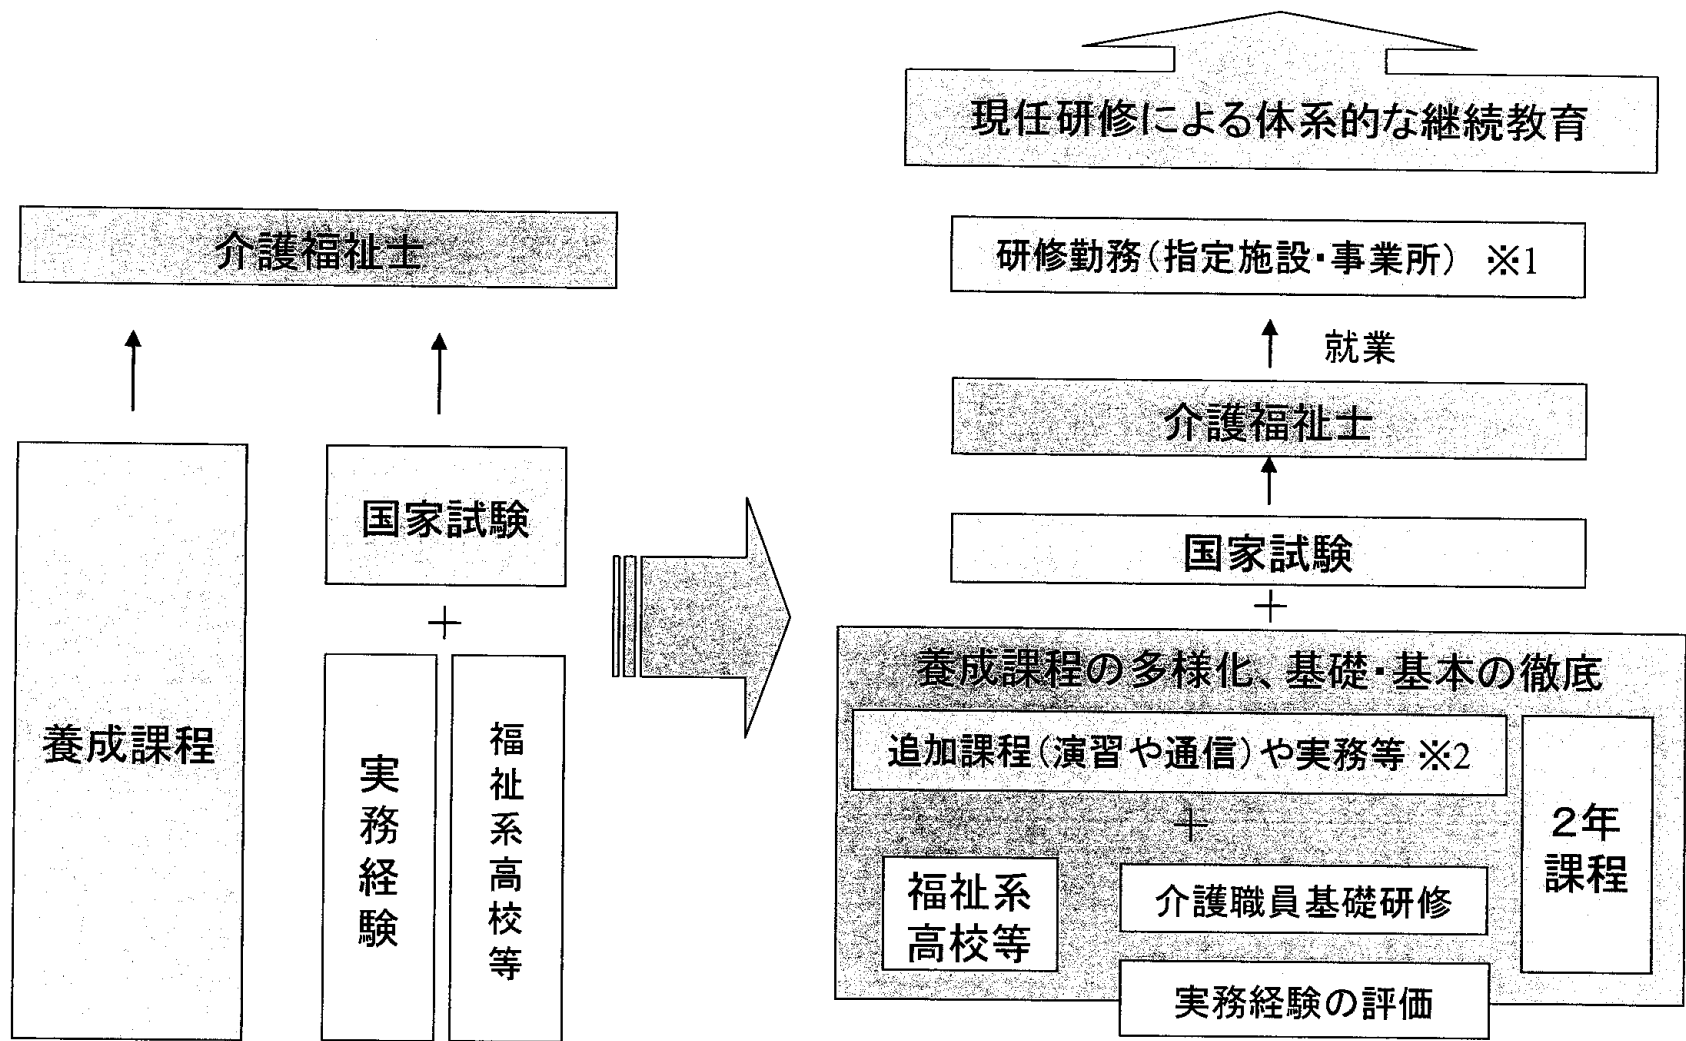 介護福祉士
国家試験
＋
養成課程
実務経験
福祉系高校等
現任研修による体系的な継続教育
研修勤務（指定施設・事業所） ※1
就業
介護福祉士
国家試験
＋
養成課程の多様化、基礎・基本の徹底
追加課程（演習や通信）や実務等 ※2
＋
福祉系
高校等
介護職員基礎研修
実務経験の評価
２年
課程